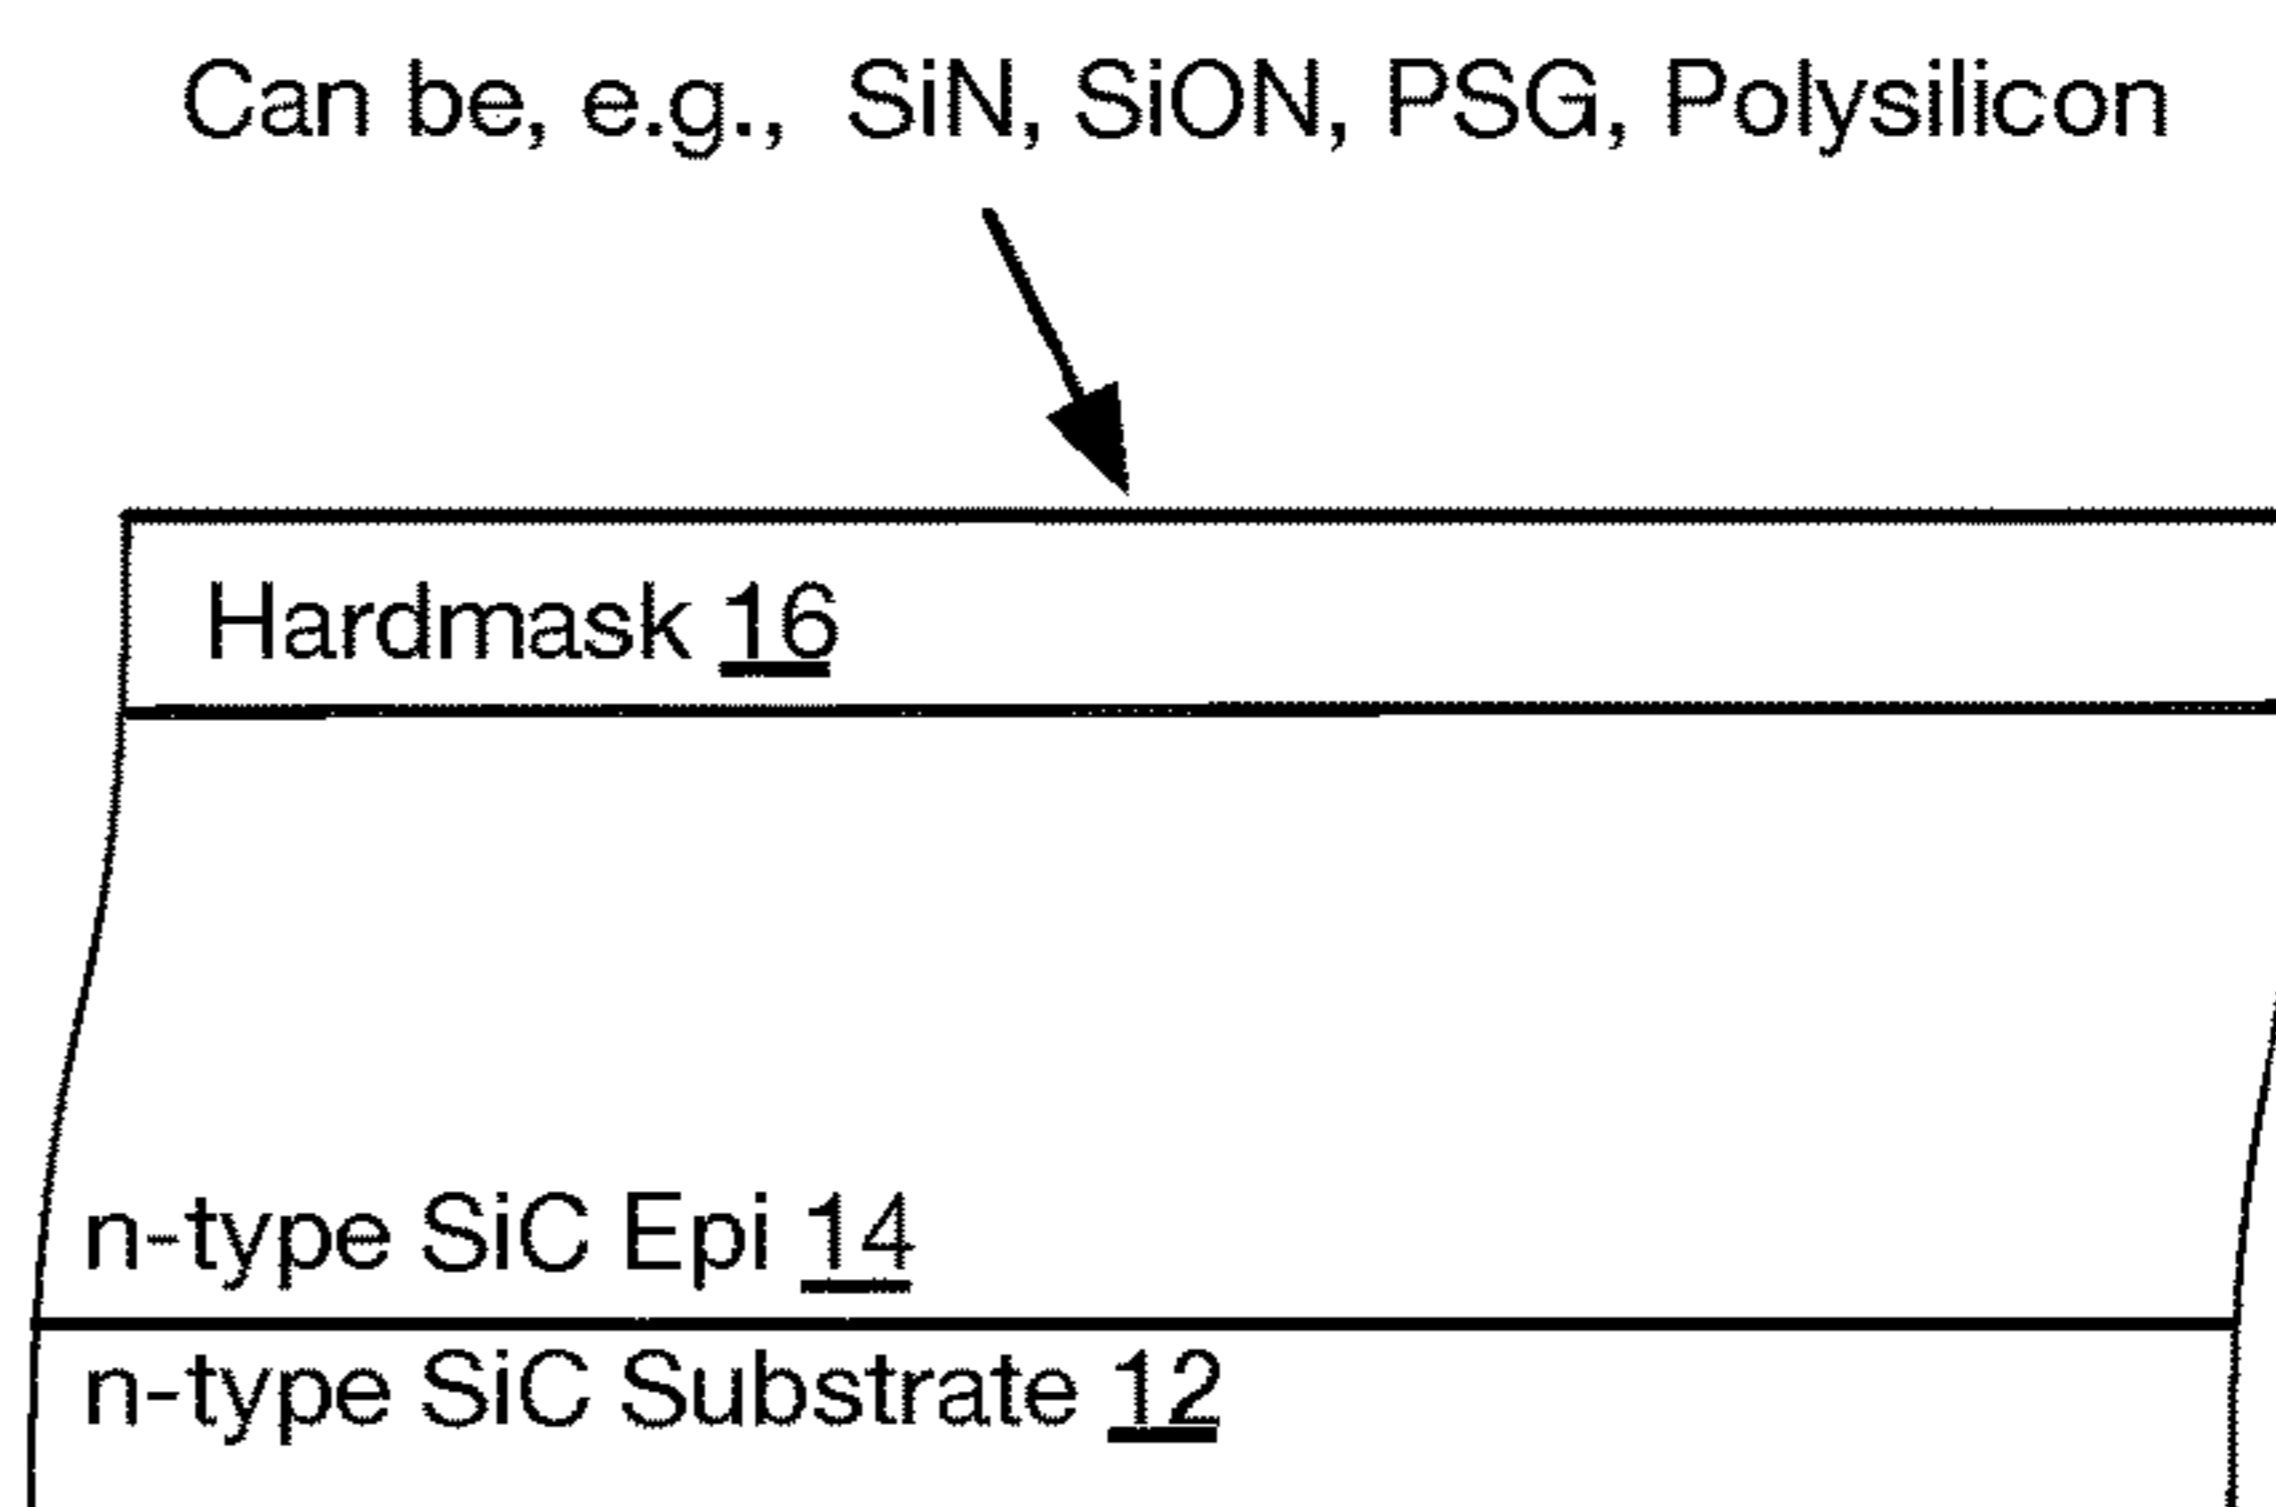 Can be, e.g., SiN, SiON, PSG, Polysilicon
Hardmask 16
n-type SiC Epi 14
n-type SiC Substrate 12